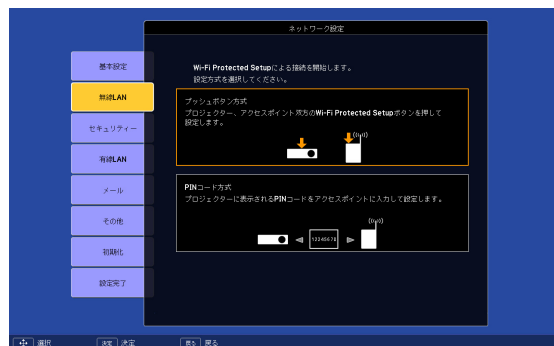 ネットワーク設定
基本設定
無線LAN
セキュリティー
有線LAN
メール
その他
初期化
設定完了
Wi-Fi Protected Setupによる接続を開始します。
設定方式を選択してください。
プッシュボタン方式
プロジェクター、アクセスポイント双方のWi-Fi Protected Setupボタンを押して
設定します。
PINコード方式
プロジェクターに表示されるPINコードをアクセスポイントに入力して設定します。
12345678
選択
決定 決定
戻る 戻る